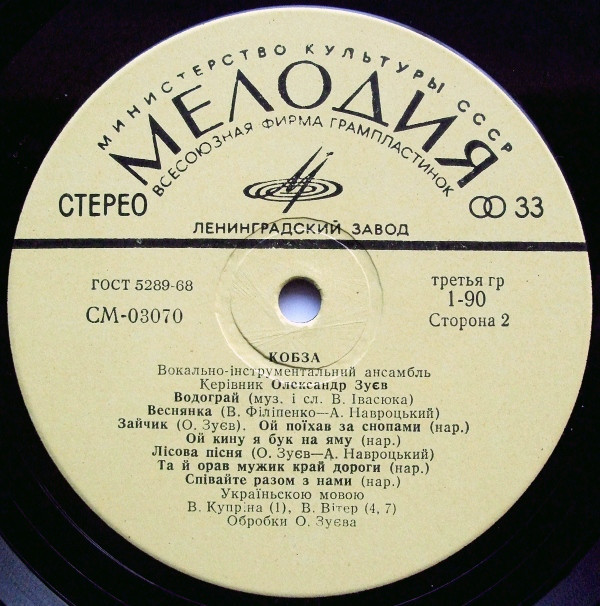 МИНИСТЕРСТВО КУЛЬТУРЫ СССР
МЕЛОДИЯ
ВСЕСОЮЗНАЯ ФИРМА ГРАМПЛАСТИНОК
СТЕРЕО
33
ЛЕНИНГРАДСКИЙ ЗАВОД
ГОСТ 5289-68
третья гр
СМ-03070
1-90
Сторона 2
КОБЗА
Вокально-інструментальний ансамбль
Керівник Олександр Зуєв
Водограй (муз. і сл. В. Івасюка)
Веснянка (В. Філіпенко—А. Навроцький)
Зайчик (О. Зуєв). Ой поїхав за снопами (нар.)
Ой кину я бук на яму (нар.)
Лісова пісня (О. Зуєв—А. Навроцький)
Та й орав мужик край дороги (нар.)
Співайте разом з нами (нар.)
Українською мовою
В. Купріна (1), В. Вітер (4, 7)
Обробки О. Зуєва